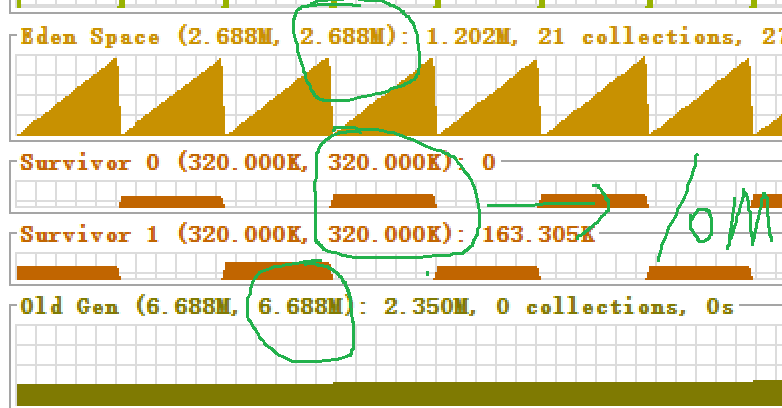 Eden Space (2.688M, 2.688M): 1.202M, 21 collections, 27
Survivor 0 (320.000K, 320.000K): 0
10M
Survivor 1 (320.000K, 320.000K): 163.305K
Old Gen (6.688M, 6.688M): 2.350M, 0 collections, 0s